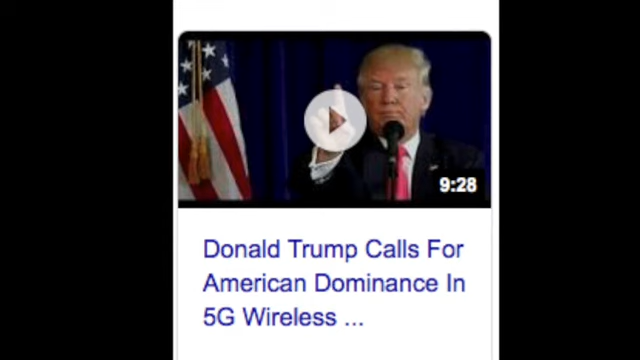 9:28
Donald Trump Calls For
American Dominance In
5G Wireless ...